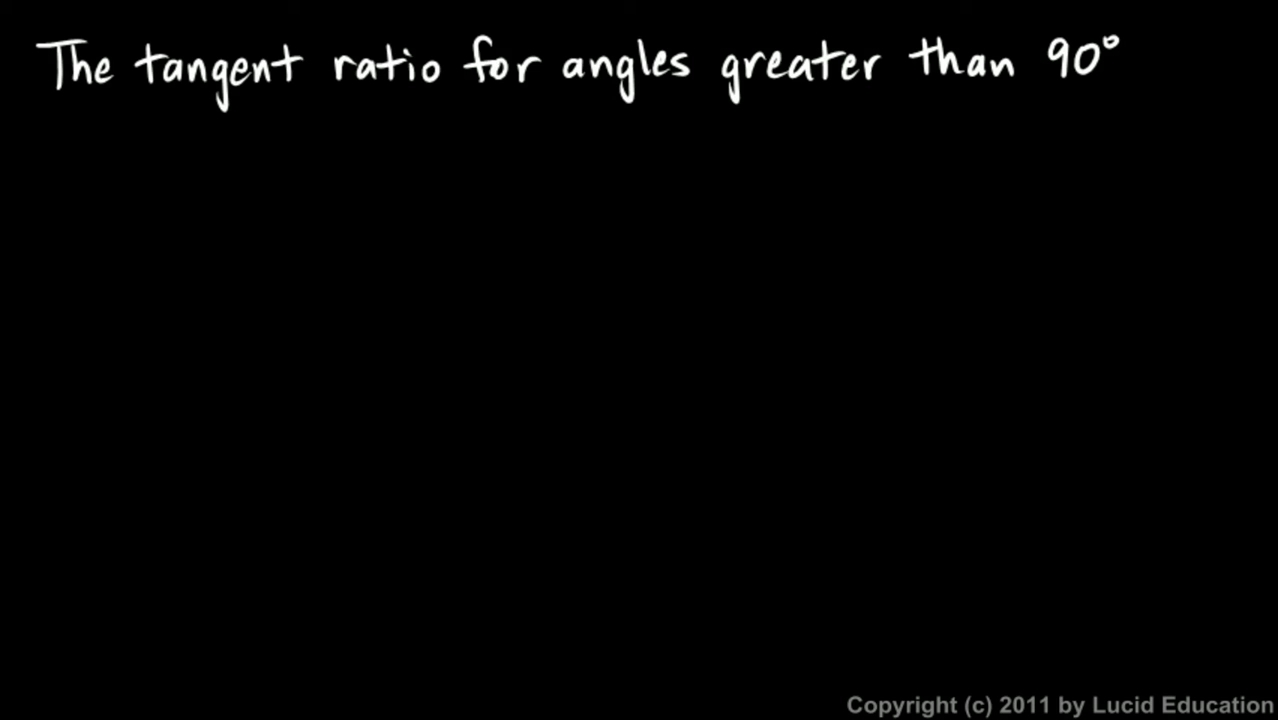 The tangent ratio for angles greater than 90°
Copyright (c) 2011 by Lucid Education